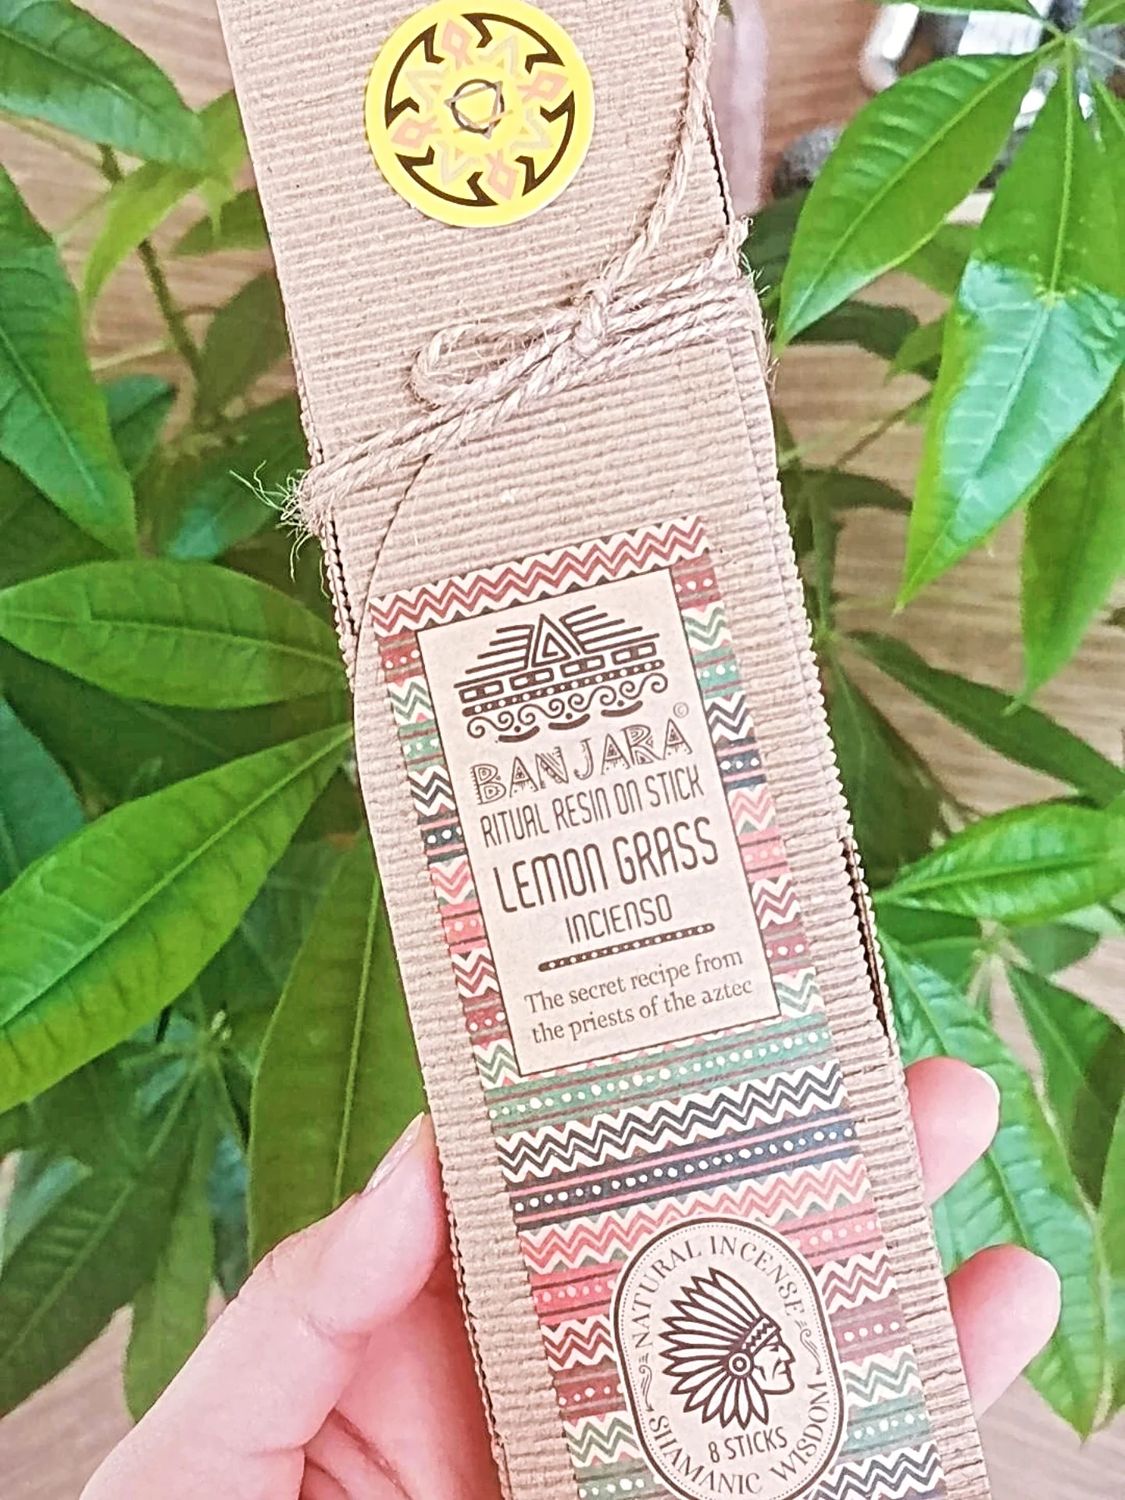 BANJARA©
RITUAL RESIN ON STICK
LEMON GRASS
INCIENSO
The secret recipe from
the priests of the aztec
NATURAL INCENSE
8 STICKS
SHAMANIC WISDOM